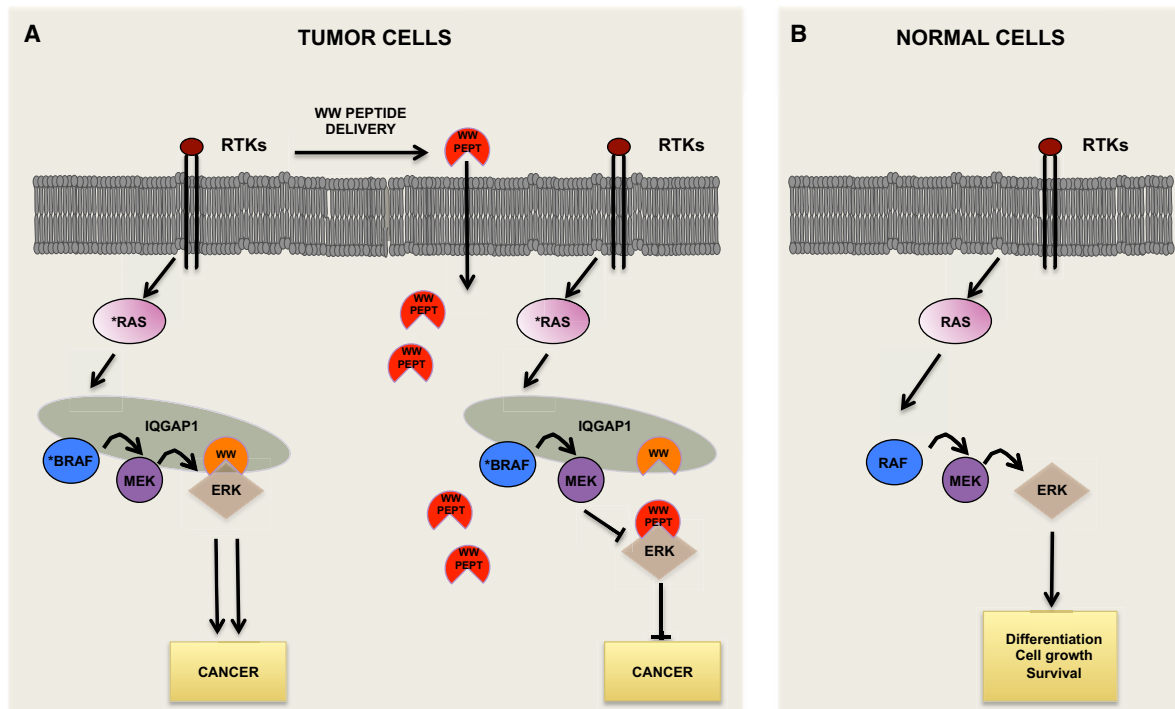 A
TUMOR CELLS
WW PEPTIDE
DELIVERY
RTKs
WW
PEPT
RTKs
*RAS
WW
PEPT
WW
PEPT
*RAS
IQGAP1
*BRAF
MEK
WW
ERK
IQGAP1
*BRAF
MEK
WW
WW
PEPT
WW
PEPT
WW
PEPT
ERK
CANCER
CANCER
B
NORMAL CELLS
RTKs
RAS
RAF
MEK
ERK
Differentiation
Cell growth
Survival